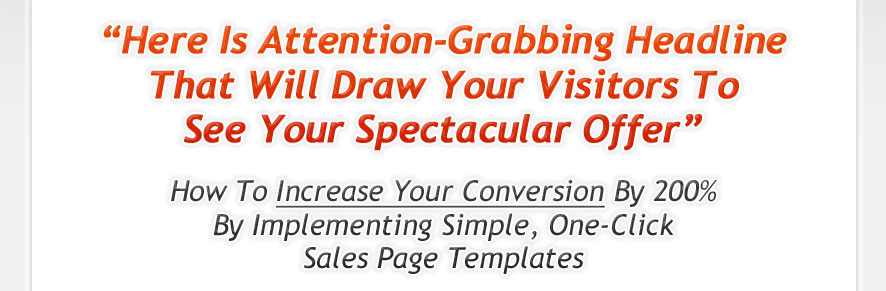 “Here Is Attention-Grabbing Headline
That Will Draw Your Visitors To
See Your Spectacular Offer”
How To Increase Your Conversion By 200%
By Implementing Simple, One-Click
Sales Page Templates